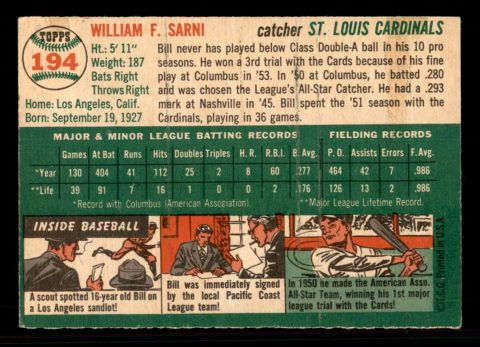 TOPPS
194
WILLIAM F. SARNI
catcher ST. LOUIS CARDINALS
Ht.: 5' 11"
Weight: 187
Bats Right
Throws Right
Home: Los Angeles, Calif.
Born: September 19, 1927
Bill never has played below Class Double-A ball in his 10 pro
seasons. He won a 3rd trial with the Cards because of his fine
play at Columbus in '53. In '50 at Columbus, he batted .280
and was chosen the League's All-Star Catcher. He had a .293
mark at Nashville in '45. Bill spent the '51 season with the
Cardinals, playing in 36 games.
MAJOR & MINOR LEAGUE BATTING RECORDS FIELDING RECORDS
Games At Bat Runs Hits Doubles Triples H. R. R.B.I. B. Avg. P. O. Assists Errors F. Avg.
*Year 130 404 41 112 16 2 8 60 .277 464 42 7 .986
**Life 39 91 7 16 2 0 0 2 .176 126 13 2 .986
*Record with Columbus (American Association). **Major League Lifetime Record.
INSIDE BASEBALL
A scout spotted 16-year old Bill on
a Los Angeles sandlot!
Bill was immediately signed
by the local Pacific Coast
League team!
In 1950 he made the American Assn.
All-Star Team, winning his 1st major
league trial with the Cards!
© T. C. G. Printed in U.S.A.